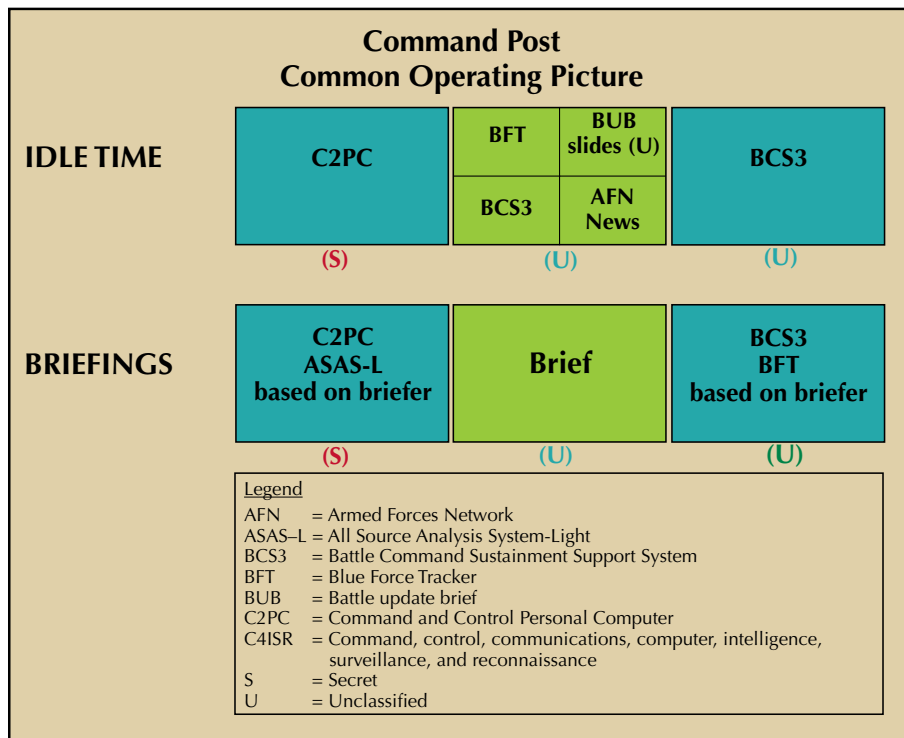 Command Post
Common Operating Picture
IDLE TIME
C2PC
BFT
BUB
slides (U)
BCS3
AFN
News
BCS3
(S)
(U)
(U)
BRIEFINGS
C2PC
ASAS-L
based on briefer
Brief
BCS3
BFT
based on briefer
(S)
(U)
(U)
Legend
AFN = Armed Forces Network
ASAS–L = All Source Analysis System-Light
BCS3 = Battle Command Sustainment Support System
BFT = Blue Force Tracker
BUB = Battle update brief
C2PC = Command and Control Personal Computer
C4ISR = Command, control, communications, computer, intelligence,
surveillance, and reconnaissance
S = Secret
U = Unclassified